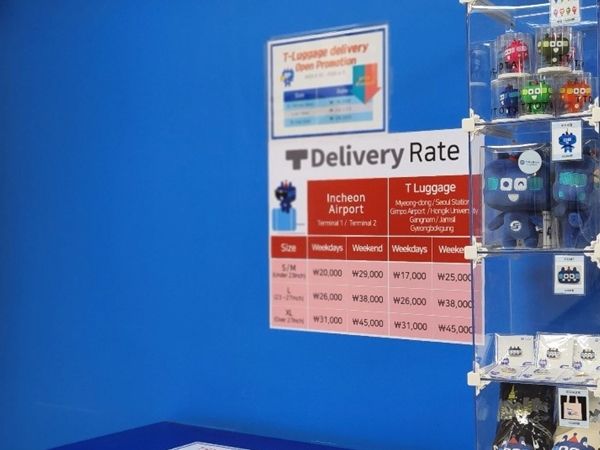 T-Luggage delivery
Open Promotion
T Delivery Rate
Incheon Airport
Terminal 1 / Terminal 2
T Luggage
Myeong-dong / Seoul Station
Gimpo Airport / Hongik University
Gangnam / Jamsil
Gyeongbokgung
Size Weekdays Weekend Weekdays Weekend
S/M (Under 23inch) ₩20,000 ₩29,000 ₩17,000 ₩25,000
L (23~27inch) ₩26,000 ₩38,000 ₩26,000 ₩38,000
XL (Over 27inch) ₩31,000 ₩45,000 ₩31,000 ₩45,000